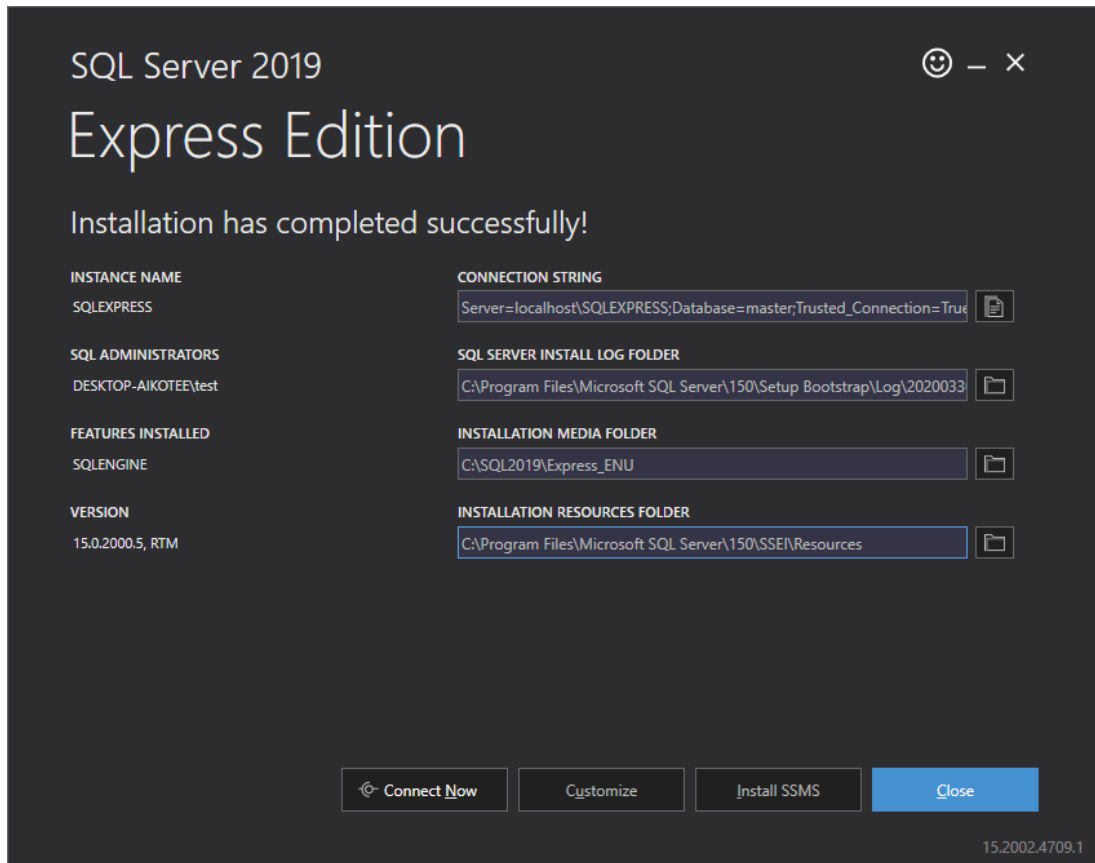 SQL Server 2019
Express Edition
Installation has completed successfully!
INSTANCE NAME
SQLEXPRESS
CONNECTION STRING
Server=localhost\SQLEXPRESS;Database=master;Trusted_Connection=True
SQL ADMINISTRATORS
DESKTOP-AIKOTEE\test
SQL SERVER INSTALL LOG FOLDER
C:\Program Files\Microsoft SQL Server\150\Setup Bootstrap\Log\2020033
FEATURES INSTALLED
SQLENGINE
INSTALLATION MEDIA FOLDER
C:\SQL2019\Express_ENU
VERSION
15.0.2000.5, RTM
INSTALLATION RESOURCES FOLDER
C:\Program Files\Microsoft SQL Server\150\SSEI\Resources
Connect Now
Customize
Install SSMS
Close
15.2002.4709.1